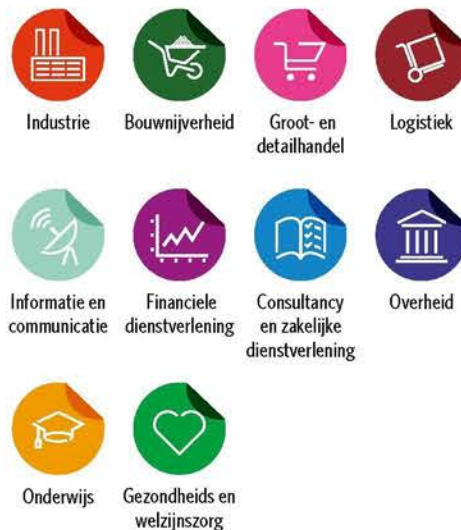 Industrie
Bouwnijverheid
Groot- en
detailhandel
Logistiek
Informatie en
communicatie
Financiele
dienstverlening
Consultancy
en zakelijke
dienstverlening
Overheid
Onderwijs
Gezondheids en
welzijnszorg